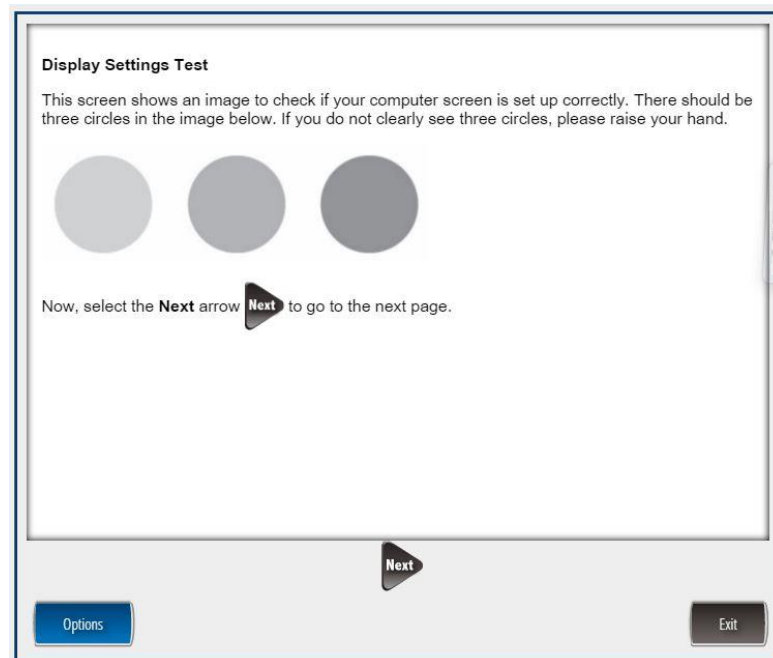 Display Settings Test
This screen shows an image to check if your computer screen is set up correctly. There should be
three circles in the image below. If you do not clearly see three circles, please raise your hand.
Now, select the Next arrow Next to go to the next page.
Next
Options
Exit